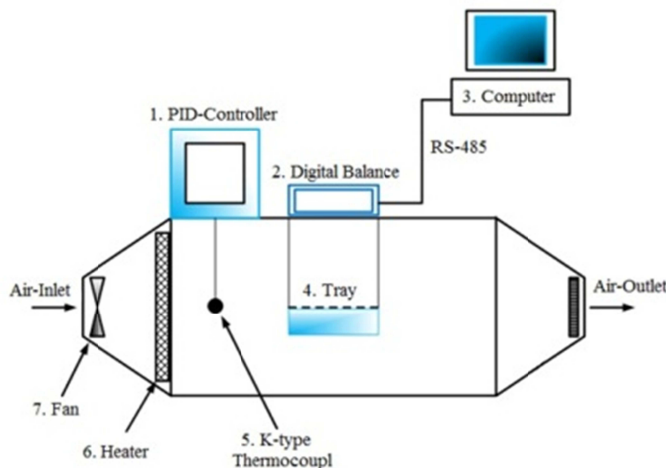 3. Computer
1. PID-Controller
RS-485
2. Digital Balance
Air-Inlet
4. Tray
Air-Outlet
7. Fan
6. Heater
5. K-type
Thermocoupl